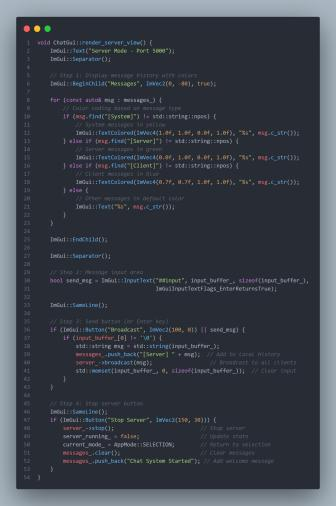 1 void ChatGui::render_server_view() {
2 ImGui::Text("Server Mode - Port 5000");
3 ImGui::Separator();
4
5 // Step 1: Display message history with colors
6 ImGui::BeginChild("Messages", ImVec2(0, -80), true);
7
8 for (const auto& msg : messages_) {
9 // Color coding based on message type
10 if (msg.find("[System]") != std::string::npos) {
11 // System messages in yellow
12 ImGui::TextColored(ImVec4(1.0f, 1.0f, 0.0f, 1.0f), "%s", msg.c_str());
13 } else if (msg.find("[Server]") != std::string::npos) {
14 // Server messages in green
15 ImGui::TextColored(ImVec4(0.0f, 1.0f, 0.0f, 1.0f), "%s", msg.c_str());
16 } else if (msg.find("[Client]") != std::string::npos) {
17 // Client messages in blue
18 ImGui::TextColored(ImVec4(0.7f, 0.7f, 1.0f, 1.0f), "%s", msg.c_str());
19 } else {
20 // Other messages in default color
21 ImGui::Text("%s", msg.c_str());
22 }
23 }
24
25 ImGui::EndChild();
26
27 ImGui::Separator();
28
29 // Step 2: Message input area
30 bool send_msg = ImGui::InputText("##input", input_buffer_, sizeof(input_buffer_),
31 ImGuiInputTextFlags_EnterReturnsTrue);
32
33 ImGui::SameLine();
34
35 // Step 3: Send button (or Enter key)
36 if (ImGui::Button("Broadcast", ImVec2(100, 0)) || send_msg) {
37 if (input_buffer_[0] != '\0') {
38 std::string msg = std::string(input_buffer_);
39 messages_.push_back("[Server] " + msg); // Add to local history
40 server_->broadcast(msg); // Broadcast to all clients
41 std::memset(input_buffer_, 0, sizeof(input_buffer_)); // Clear input
42 }
43 }
44
45 // Step 4: Stop server button
46 ImGui::SameLine();
47 if (ImGui::Button("Stop Server", ImVec2(150, 30))) {
48 server_->stop(); // Stop server
49 server_running_ = false; // Update state
50 current_mode_ = AppMode::SELECTION; // Return to selection
51 messages_.clear(); // Clear messages
52 messages_.push_back("Chat System Started"); // Add welcome message
53 }
54 }